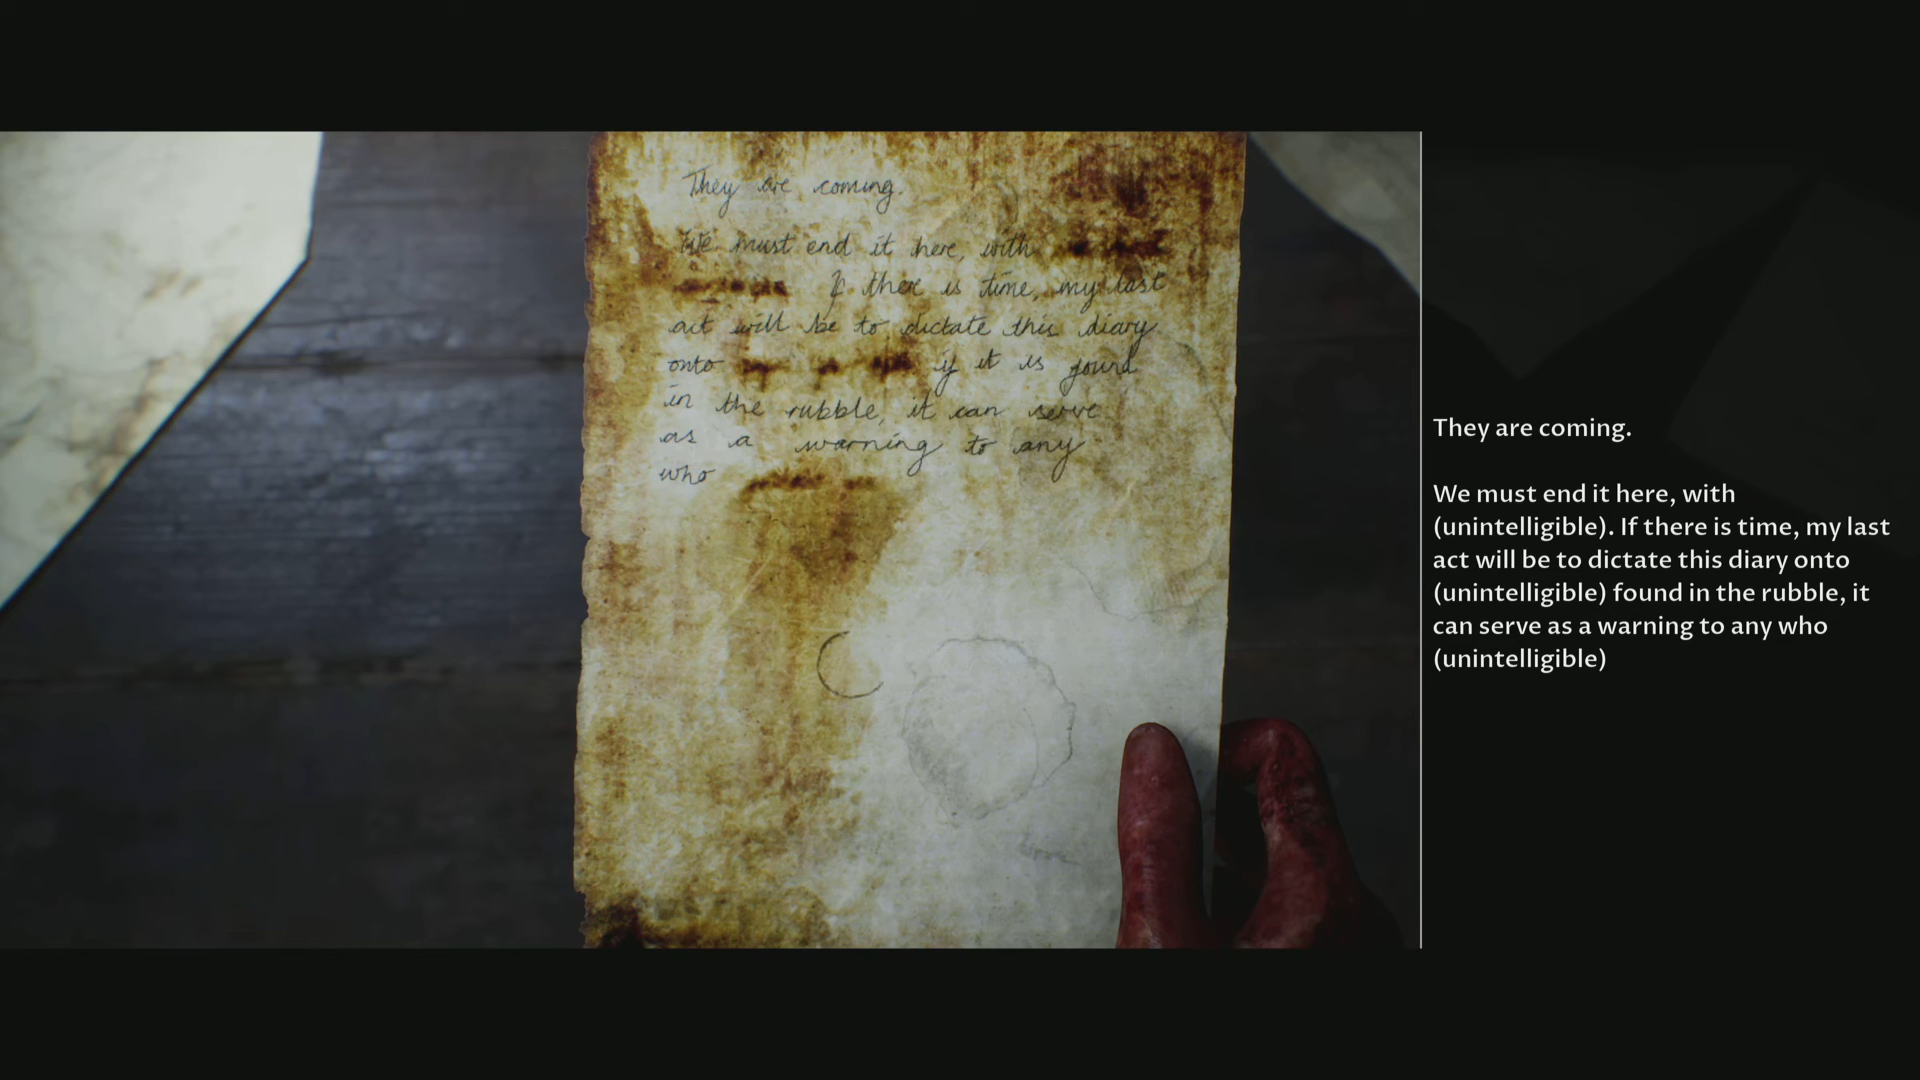 They are coming.
We must end it here, with
If there is time, my last
act will be to dictate this diary
onto if it is found
in the rubble, it can serve
as a warning to any
who
They are coming.
We must end it here, with
(unintelligible). If there is time, my last
act will be to dictate this diary onto
(unintelligible) found in the rubble, it
can serve as a warning to any who
(unintelligible)